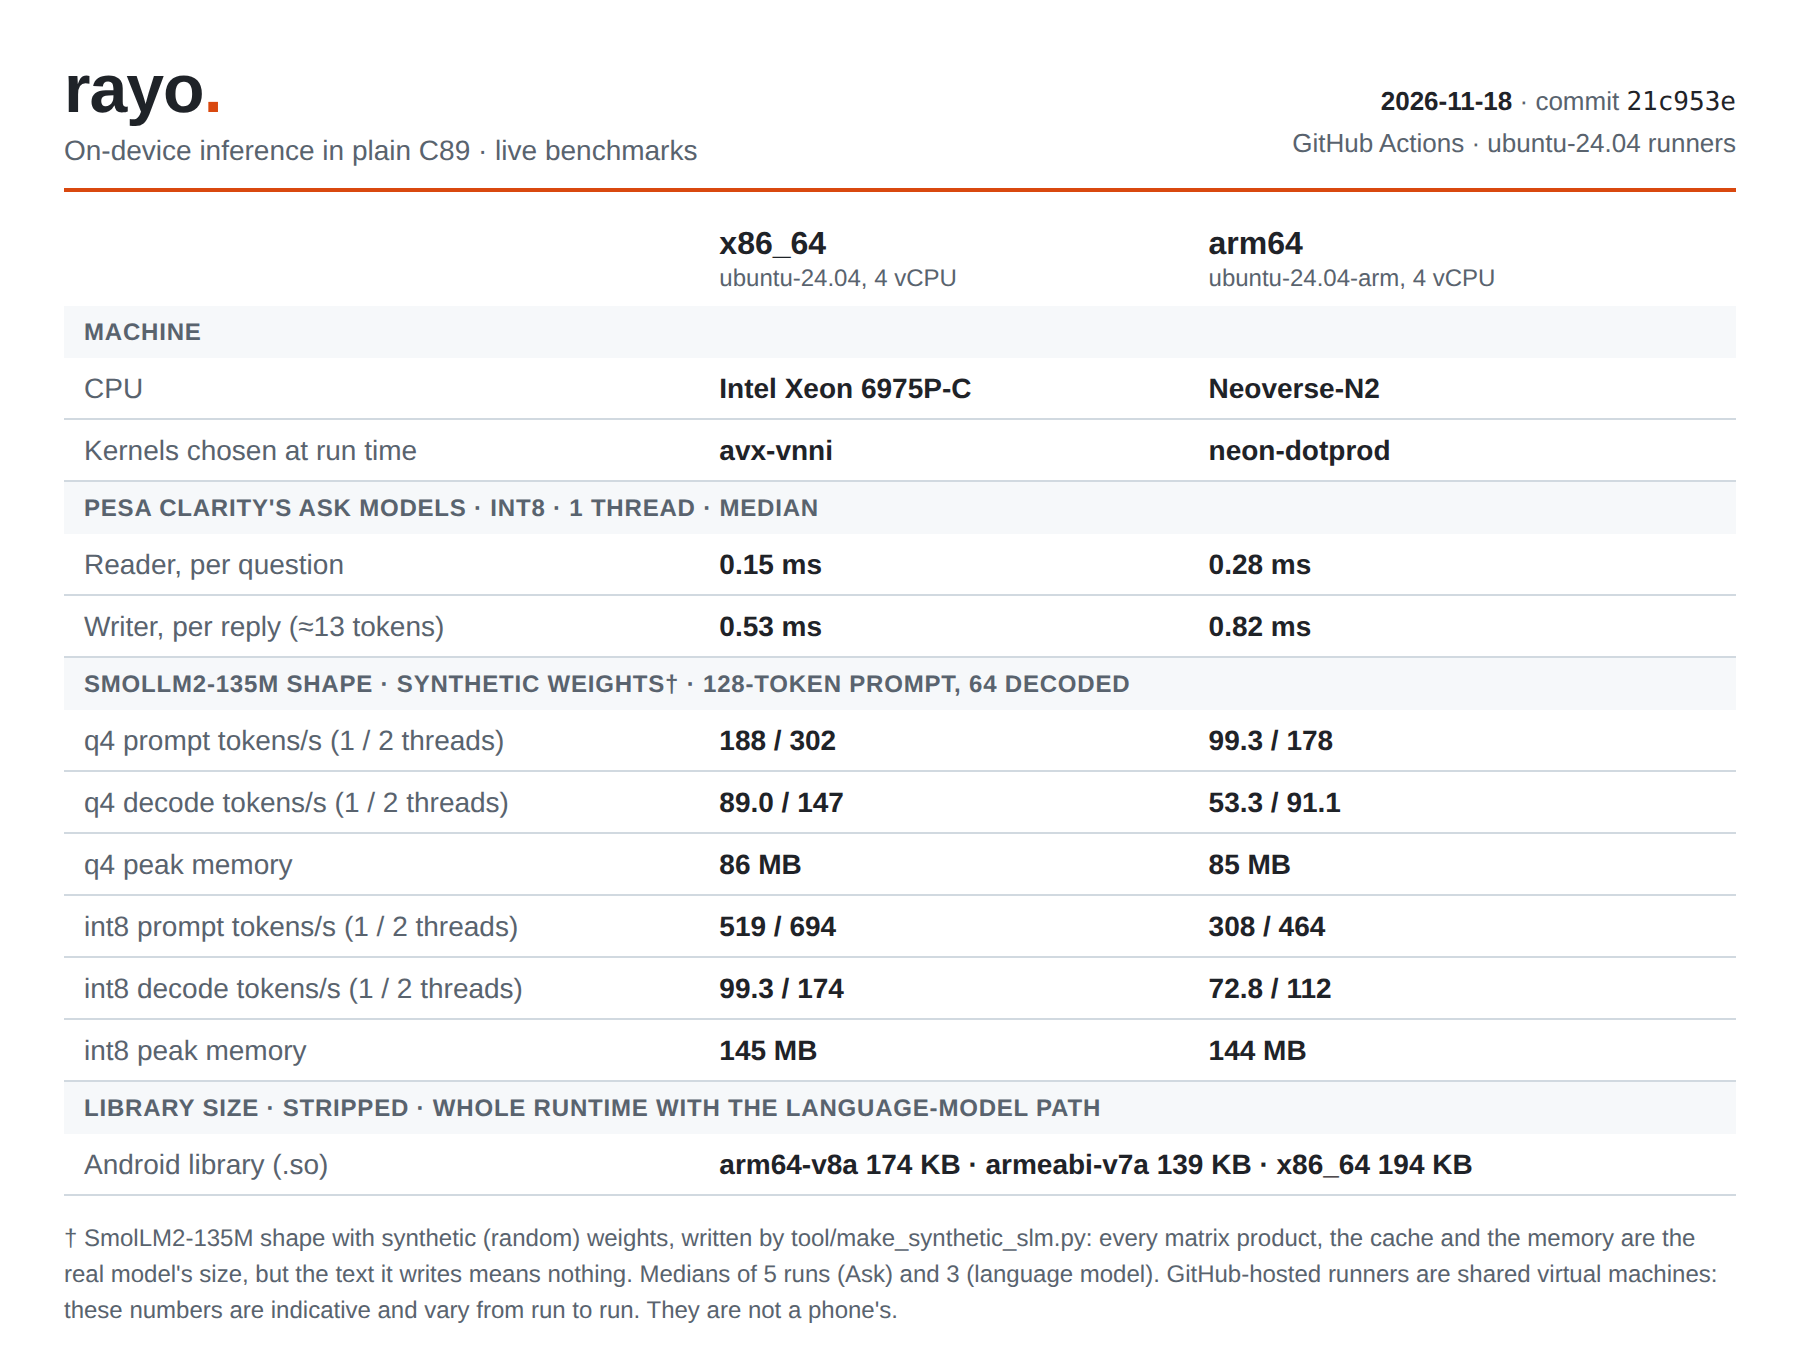 rayo.
On-device inference in plain C89 · live benchmarks
2026-11-18 · commit 21c953e
GitHub Actions · ubuntu-24.04 runners
x86_64 arm64
ubuntu-24.04, 4 vCPU ubuntu-24.04-arm, 4 vCPU
MACHINE
CPU Intel Xeon 6975P-C Neoverse-N2
Kernels chosen at run time avx-vnni neon-dotprod
PESA CLARITY'S ASK MODELS · INT8 · 1 THREAD · MEDIAN
Reader, per question 0.15 ms 0.28 ms
Writer, per reply (≈13 tokens) 0.53 ms 0.82 ms
SMOLLM2-135M SHAPE · SYNTHETIC WEIGHTS† · 128-TOKEN PROMPT, 64 DECODED
q4 prompt tokens/s (1 / 2 threads) 188 / 302 99.3 / 178
q4 decode tokens/s (1 / 2 threads) 89.0 / 147 53.3 / 91.1
q4 peak memory 86 MB 85 MB
int8 prompt tokens/s (1 / 2 threads) 519 / 694 308 / 464
int8 decode tokens/s (1 / 2 threads) 99.3 / 174 72.8 / 112
int8 peak memory 145 MB 144 MB
LIBRARY SIZE · STRIPPED · WHOLE RUNTIME WITH THE LANGUAGE-MODEL PATH
Android library (.so) arm64-v8a 174 KB · armeabi-v7a 139 KB · x86_64 194 KB
† SmolLM2-135M shape with synthetic (random) weights, written by tool/make_synthetic_slm.py: every matrix product, the cache and the memory are the
real model's size, but the text it writes means nothing. Medians of 5 runs (Ask) and 3 (language model). GitHub-hosted runners are shared virtual machines:
these numbers are indicative and vary from run to run. They are not a phone's.